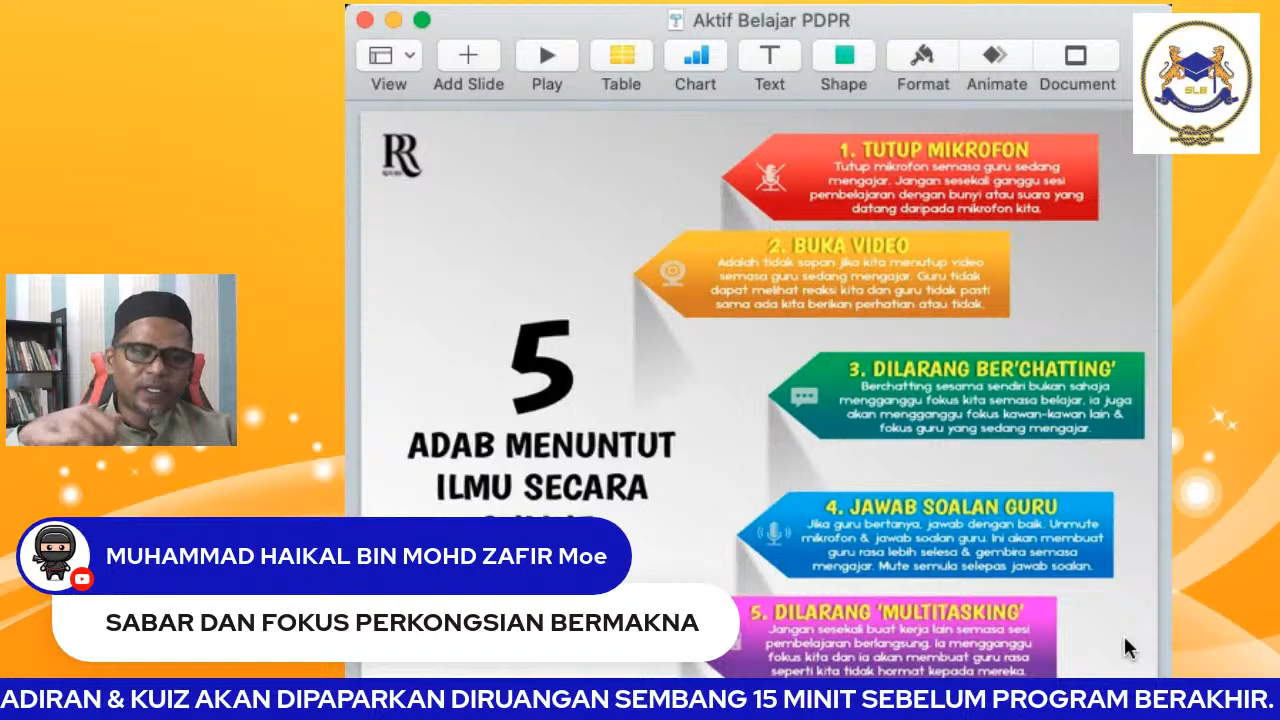 Aktif Belajar PDPR
View
Add Slide
Play
Table
Chart
Text
Shape
Format
Animate
Document
SLB
RR
1. TUTUP MIKROFON
Tutup mikrofon semasa guru sedang
mengajar. Jangan sesekali ganggu sesi
pembelajaran dengan bunyi atau suara yang
datang daripada mikrofon kita.
2. BUKA VIDEO
Adalah tidak sopan jika kita menutup video
semasa guru sedang mengajar. Guru tidak
dapat melihat reaksi kita dan guru tidak pasti
sama ada kita berikan perhatian atau tidak.
5
ADAB MENUNTUT
ILMU SECARA
3. DILARANG BER'CHATTING'
Berchatting sesama sendiri bukan sahaja
mengganggu fokus kita semasa belajar, ia juga
akan mengganggu fokus kawan-kawan lain &
fokus guru yang sedang mengajar.
4. JAWAB SOALAN GURU
Jika guru bertanya, jawab dengan baik. Unmute
mikrofon & jawab soalan guru. Ini akan membuat
guru rasa lebih selesa & gembira semasa
mengajar. Mute semula selepas jawab soalan.
5. DILARANG 'MULTITASKING'
Jangan sesekali buat kerja lain semasa sesi
pembelajaran berlangsung. Ia mengganggu
fokus kita dan ia akan membuat guru rasa
seperti kita tidak hormat kepada mereka.
MUHAMMAD HAIKAL BIN MOHD ZAFIR Moe
SABAR DAN FOKUS PERKONGSIAN BERMAKNA
ADIRAN & KUIZ AKAN DIPAPARKAN DIRUANGAN SEMBANG 15 MINIT SEBELUM PROGRAM BERAKHIR.